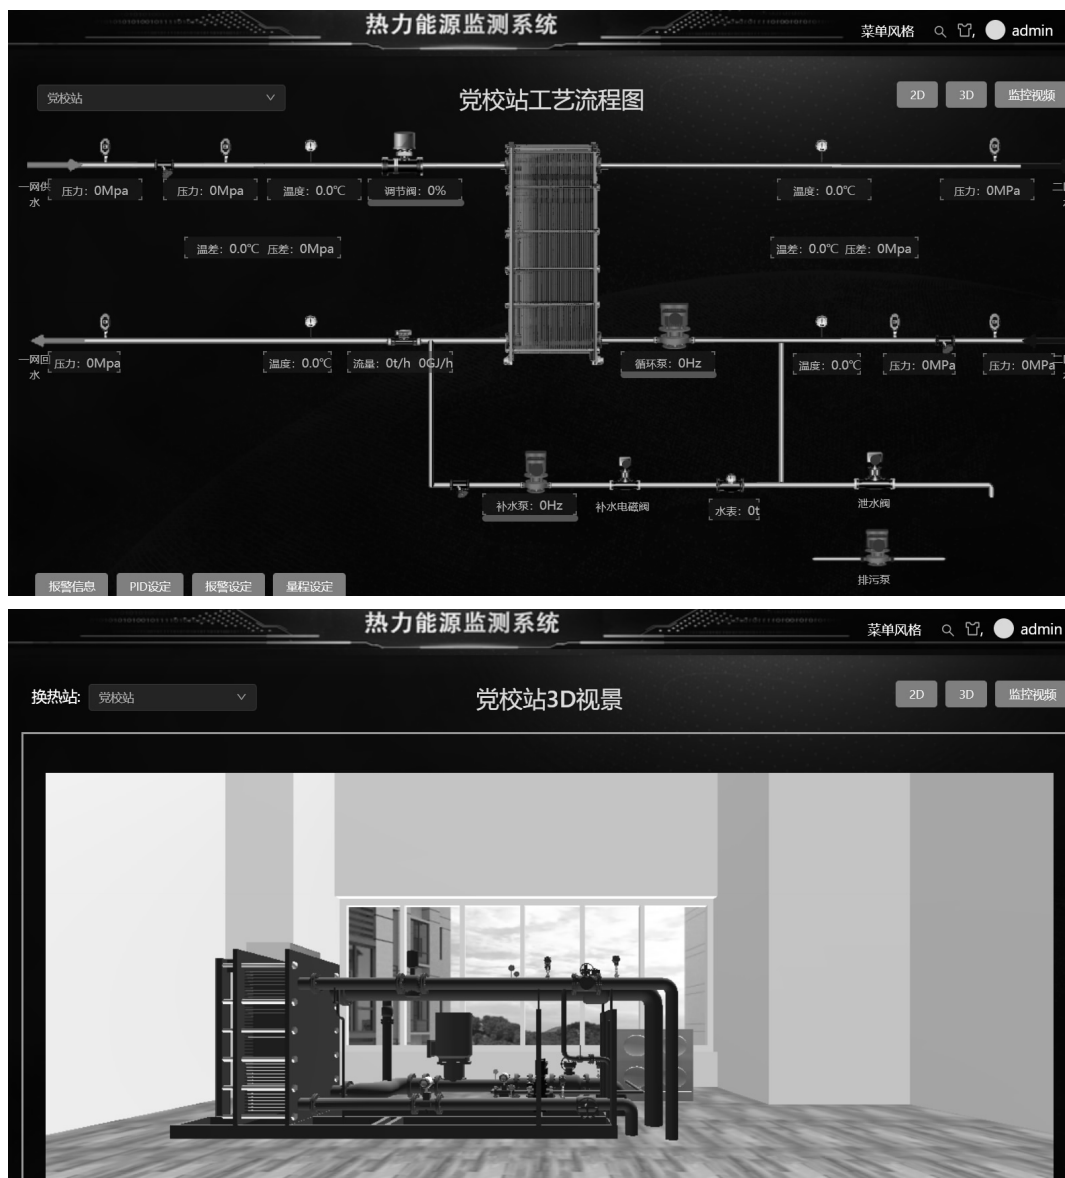 热力能源监测系统
菜单风格 admin
党校站
党校站工艺流程图
2D 3D 监控视频
一网供水
压力：0Mpa 压力：0Mpa 温度：0.0℃ 调节阀：0% 温度：0.0℃ 压力：0MPa
温差：0.0℃ 压差：0Mpa 温差：0.0℃ 压差：0Mpa
一网回水
压力：0Mpa 温度：0.0℃ 流量：0t/h 0GJ/h 循环泵：0Hz 温度：0.0℃ 压力：0MPa 压力：0MPa
补水泵：0Hz 补水电磁阀 水表：0t 泄水阀
排污泵
报警信息 PID设定 报警设定 量程设定
热力能源监测系统
菜单风格 admin
换热站: 党校站
党校站3D视景
2D 3D 监控视频